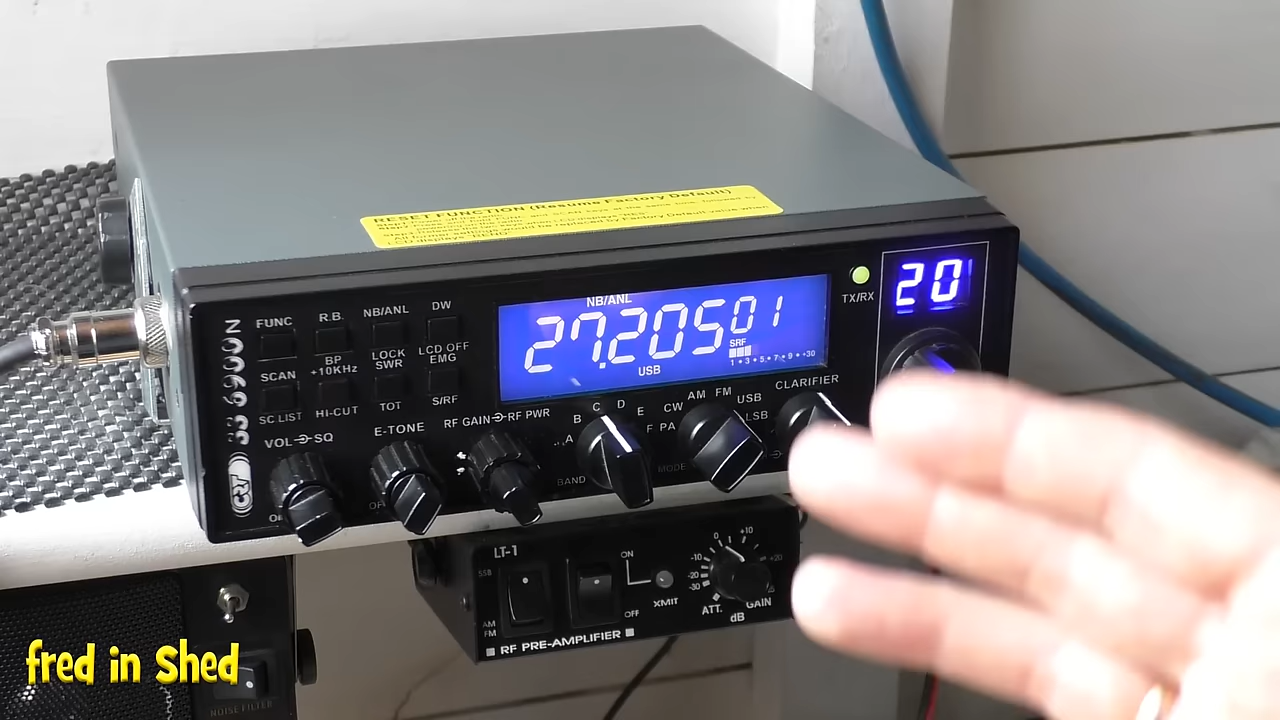 RESET FUNCTION (Resume Factory Default)
NB/ANL
27.20501
SRF
1 • 3 • 5 • 7 • 9 • +30
USB
TX/RX
20
FUNC
R.B.
NB/ANL
DW
SCAN
BP
+10KHz
LOCK
SWR
LCD OFF
EMG
SC.LIST
HI-CUT
TOT
S/RF
VOL SQ
E-TONE
RF GAIN RF PWR
BAND
A
B
C
D
E
F
MODE
PA
CW
AM
FM
USB
LSB
CLARIFIER
CRT
LT-1
SSB
AM
FM
ON
OFF
XMIT
-30
-20
-10
0
+10
+20
ATT.
GAIN
dB
RF PRE-AMPLIFIER
NOISE FILTER
fred in Shed